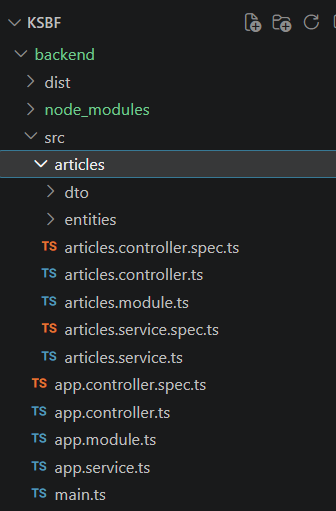 KSBF
backend
dist
node_modules
src
articles
dto
entities
TS articles.controller.spec.ts
TS articles.controller.ts
TS articles.module.ts
TS articles.service.spec.ts
TS articles.service.ts
TS app.controller.spec.ts
TS app.controller.ts
TS app.module.ts
TS app.service.ts
TS main.ts